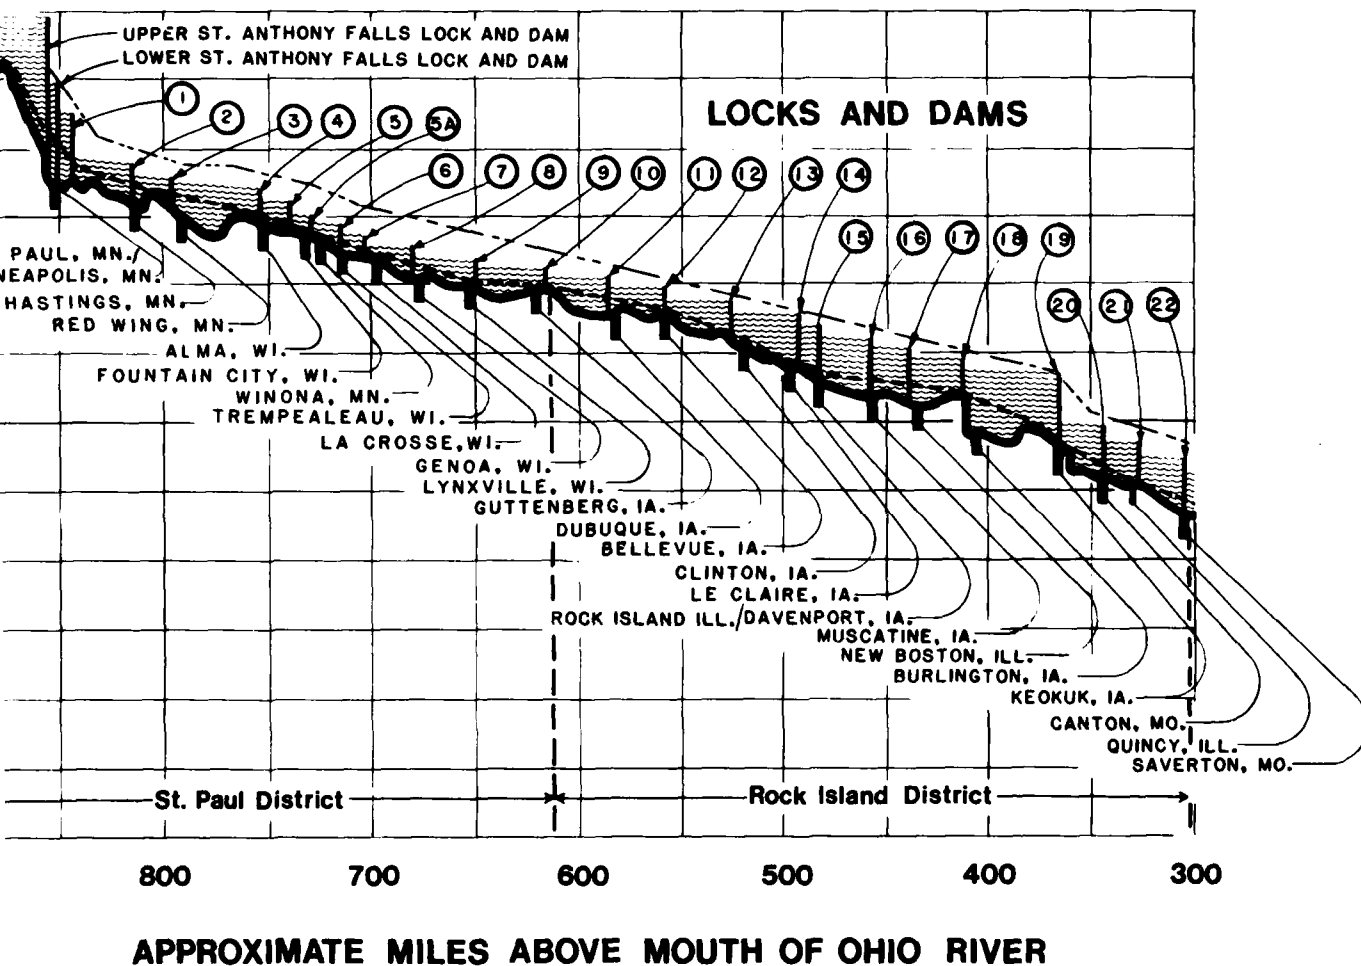 UPPER ST. ANTHONY FALLS LOCK AND DAM
LOWER ST. ANTHONY FALLS LOCK AND DAM
LOCKS AND DAMS
1
2
3
4
5
5A
6
7
8
9
10
11
12
13
14
15
16
17
18
19
20
21
22
PAUL, MN./
NEAPOLIS, MN.
HASTINGS, MN.
RED WING, MN.
ALMA, WI.
FOUNTAIN CITY, WI.
WINONA, MN.
TREMPEALEAU, WI.
LA CROSSE, WI.
GENOA, WI.
LYNXVILLE, WI.
GUTTENBERG, IA.
DUBUQUE, IA.
BELLEVUE, IA.
CLINTON, IA.
LE CLAIRE, IA.
ROCK ISLAND ILL./DAVENPORT, IA.
MUSCATINE, IA.
NEW BOSTON, ILL.
BURLINGTON, IA.
KEOKUK, IA.
CANTON, MO.
QUINCY, ILL.
SAVERTON, MO.
St. Paul District
Rock Island District
800 700 600 500 400 300
APPROXIMATE MILES ABOVE MOUTH OF OHIO RIVER